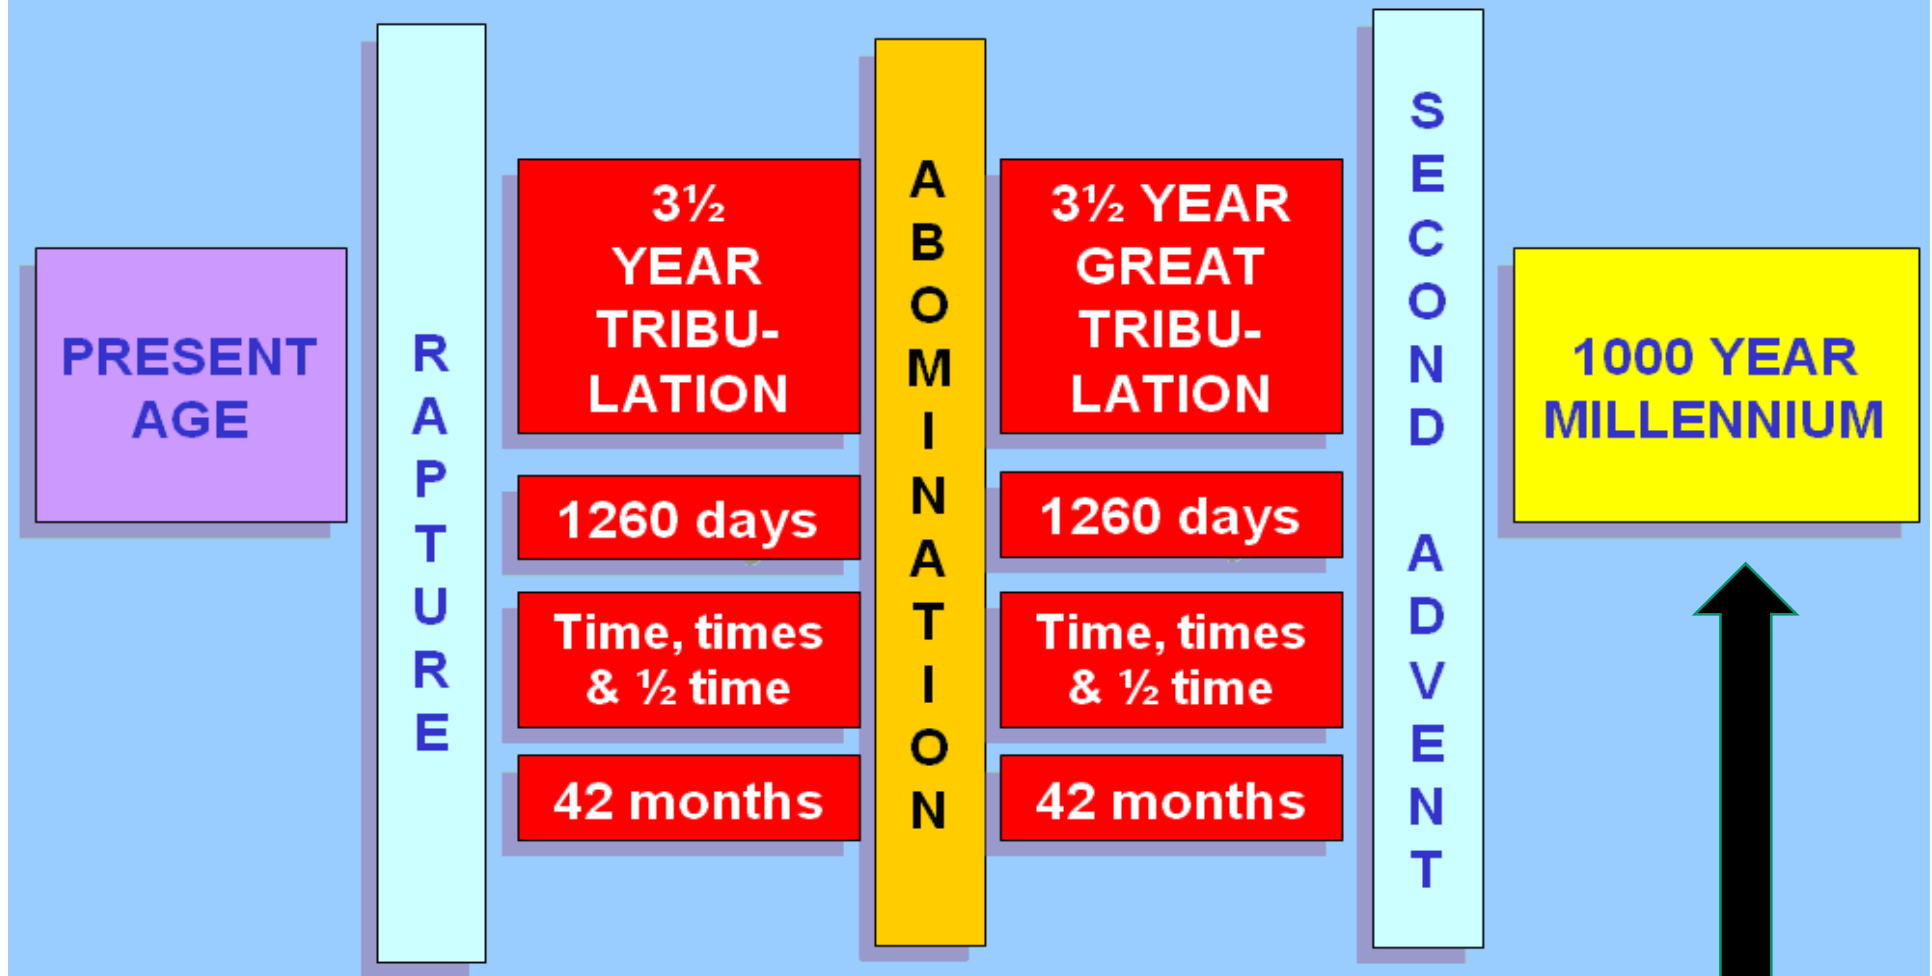 PRESENT
AGE
RAPTURE
3½
YEAR
TRIBU-
LATION
1260 days
Time, times
& ½ time
42 months
ABOMINATION
3½ YEAR
GREAT
TRIBU-
LATION
1260 days
Time, times
& ½ time
42 months
SECOND ADVENT
1000 YEAR
MILLENNIUM